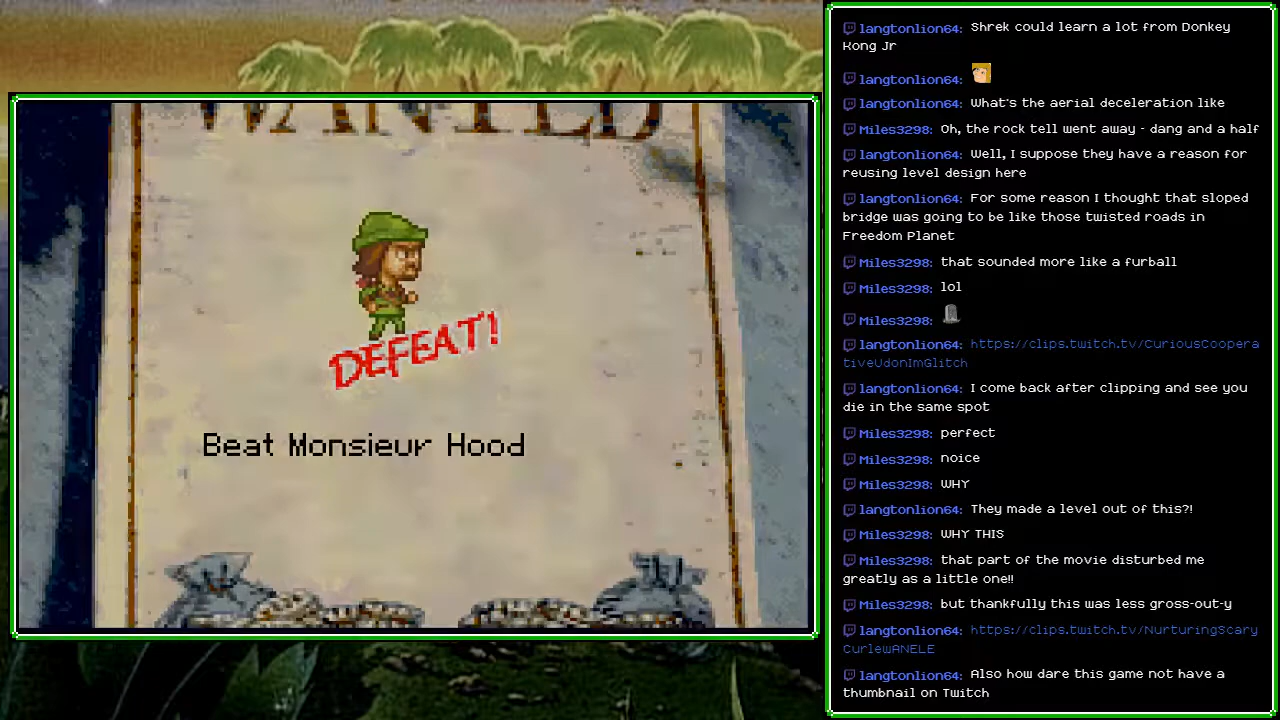 WANTED
DEFEAT!
Beat Monsieur Hood
langtonlion64: Shrek could learn a lot from Donkey
Kong Jr
langtonlion64:
langtonlion64: What's the aerial deceleration like
Miles3298: Oh, the rock tell went away - dang and a half
langtonlion64: Well, I suppose they have a reason for
reusing level design here
langtonlion64: For some reason I thought that sloped
bridge was going to be like those twisted roads in
Freedom Planet
Miles3298: that sounded more like a furball
Miles3298: lol
Miles3298:
langtonlion64: https://clips.twitch.tv/CuriousCoopera
tiveUdonImGlitch
langtonlion64: I come back after clipping and see you
die in the same spot
Miles3298: perfect
Miles3298: noice
Miles3298: WHY
langtonlion64: They made a level out of this?!
Miles3298: WHY THIS
Miles3298: that part of the movie disturbed me
greatly as a little one!!
Miles3298: but thankfully this was less gross-out-y
langtonlion64: https://clips.twitch.tv/NurturingScary
CurlewANELE
langtonlion64: Also how dare this game not have a
thumbnail on Twitch